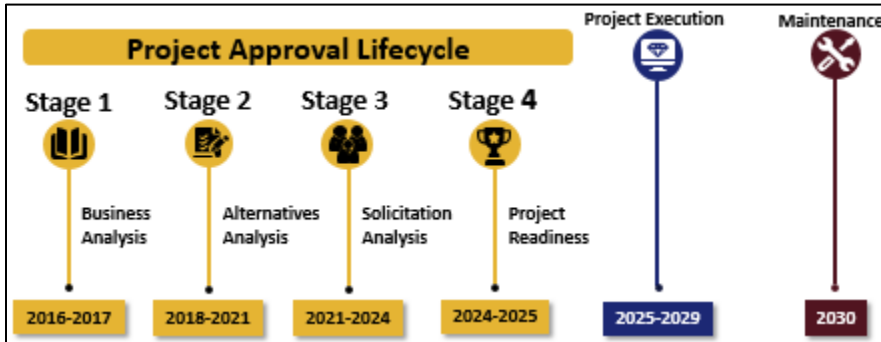 Project Approval Lifecycle
Project Execution
Maintenance
Stage 1
Stage 2
Stage 3
Stage 4
Business
Analysis
Alternatives
Analysis
Solicitation
Analysis
Project
Readiness
2016-2017
2018-2021
2021-2024
2024-2025
2025-2029
2030